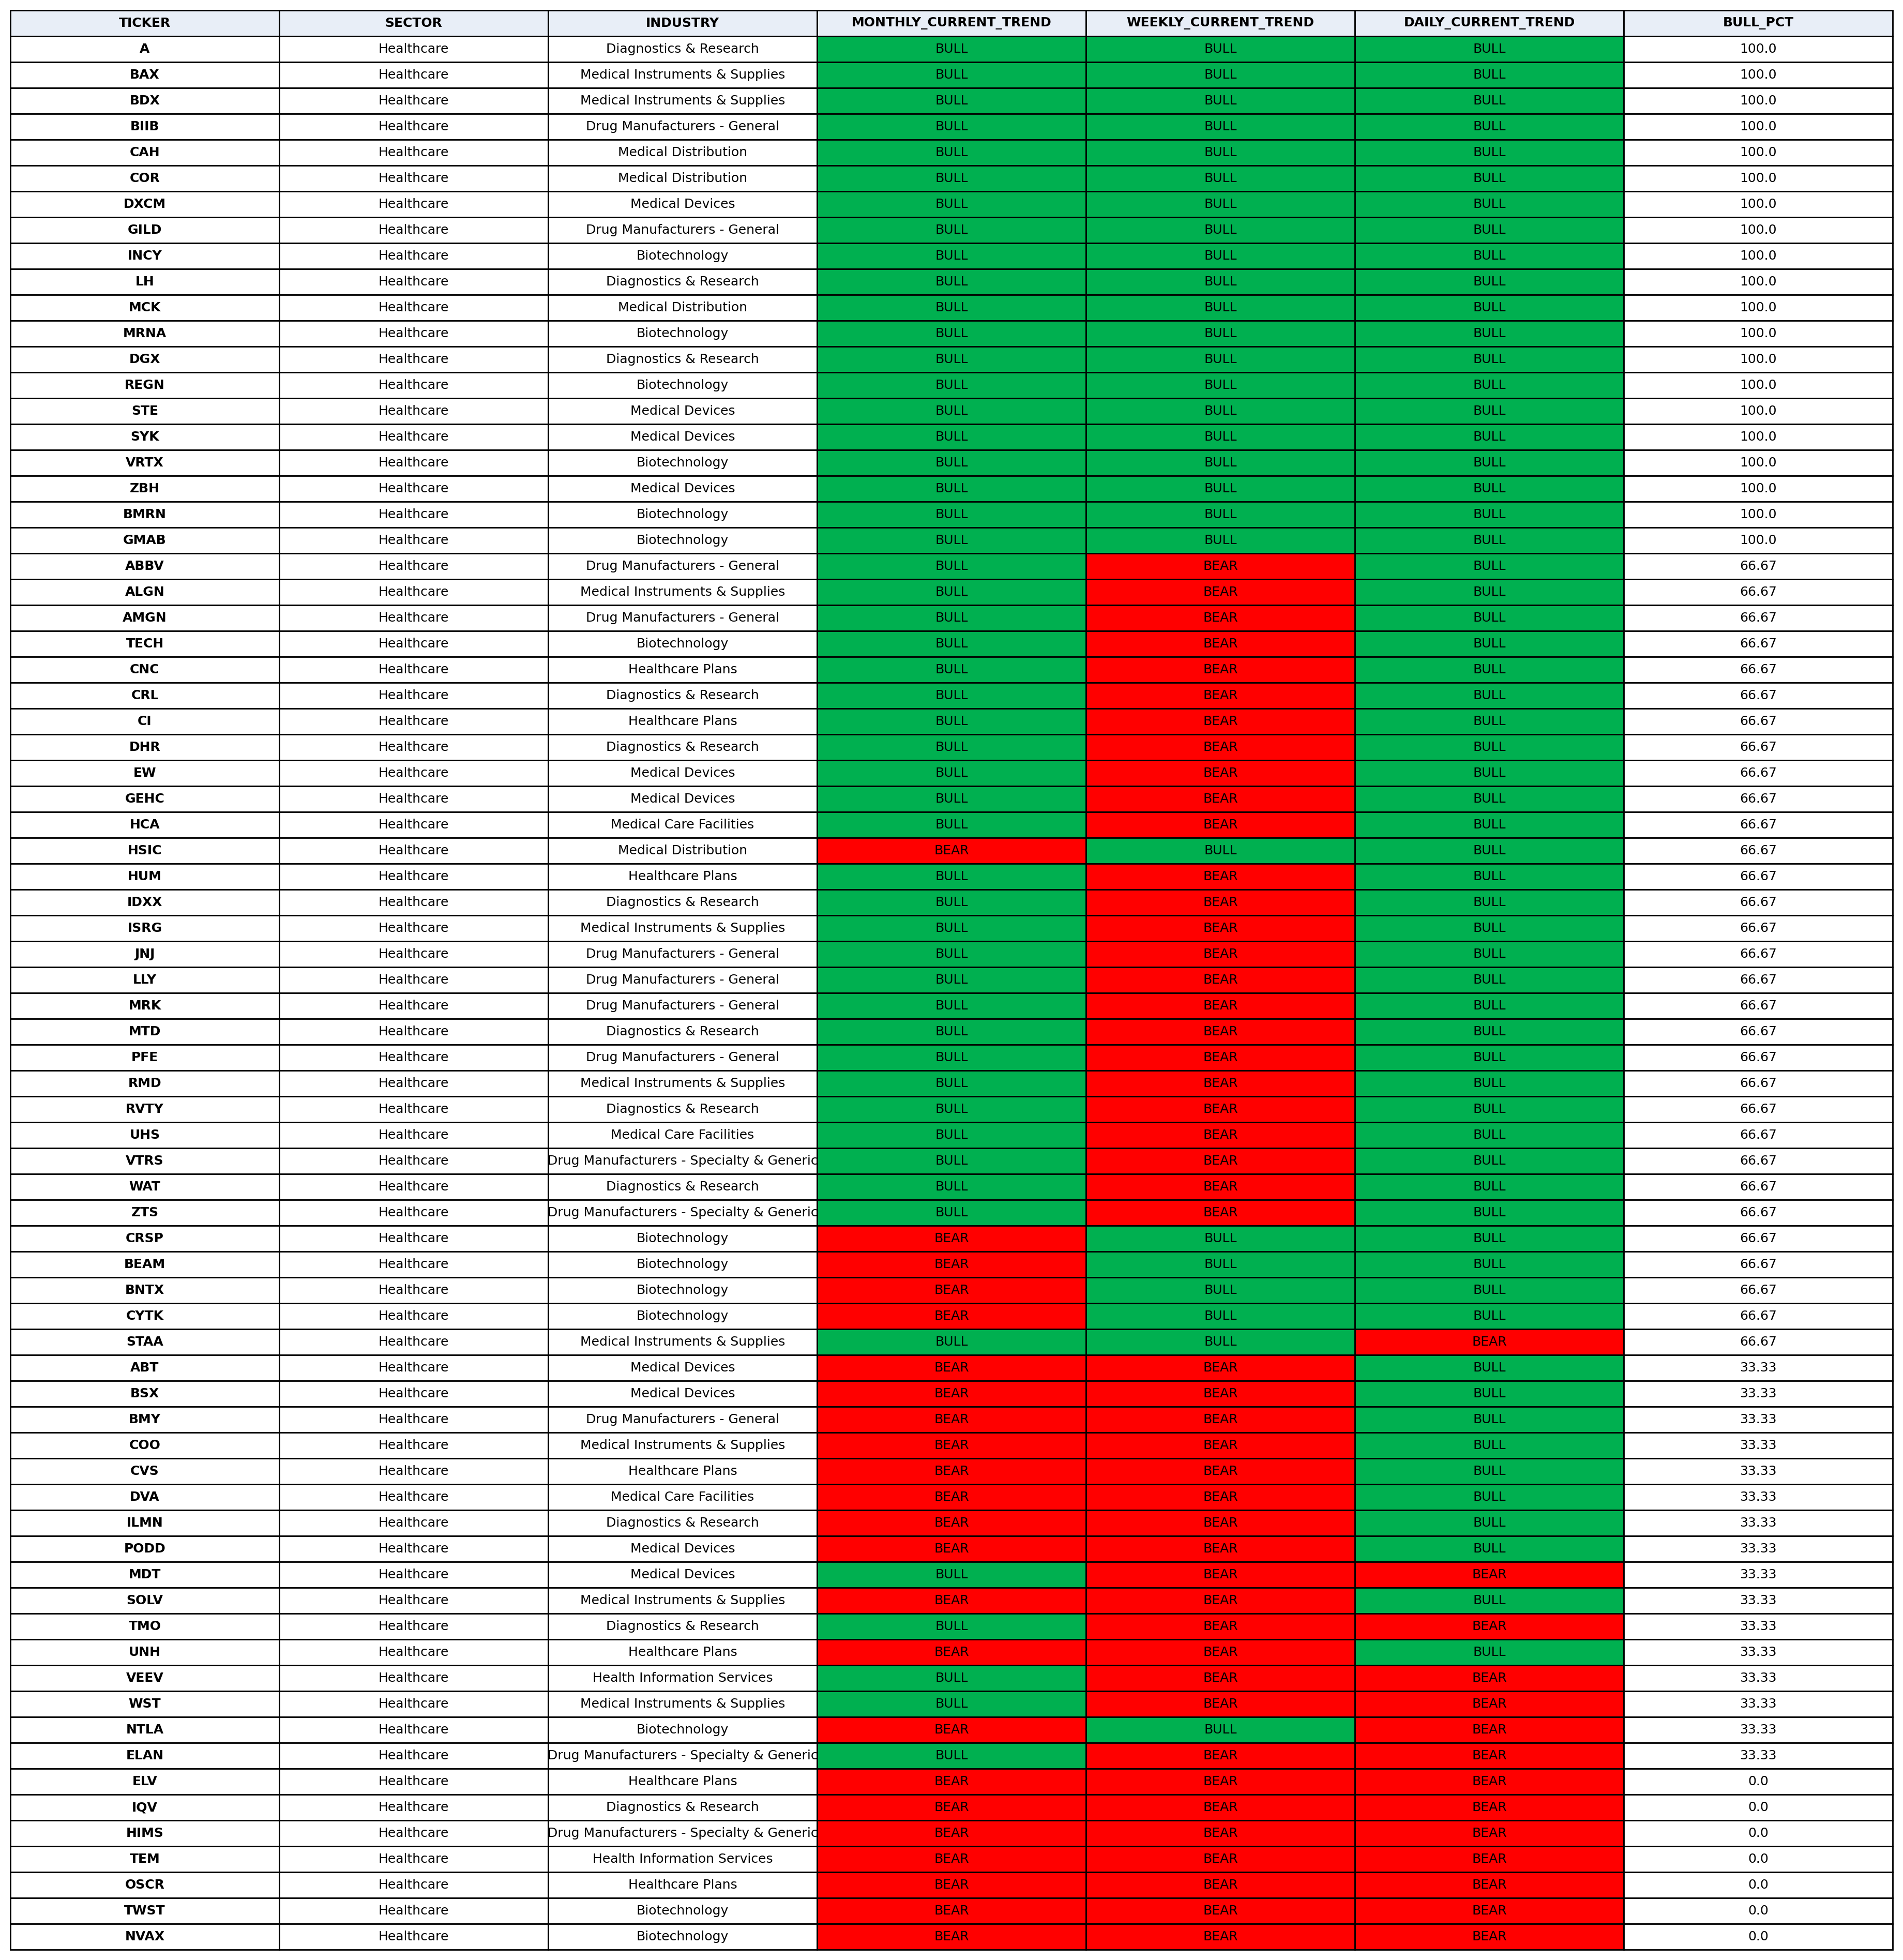 TICKER SECTOR INDUSTRY MONTHLY_CURRENT_TREND WEEKLY_CURRENT_TREND DAILY_CURRENT_TREND BULL_PCT
A Healthcare Diagnostics & Research BULL BULL BULL 100.0
BAX Healthcare Medical Instruments & Supplies BULL BULL BULL 100.0
BDX Healthcare Medical Instruments & Supplies BULL BULL BULL 100.0
BIIB Healthcare Drug Manufacturers - General BULL BULL BULL 100.0
CAH Healthcare Medical Distribution BULL BULL BULL 100.0
COR Healthcare Medical Distribution BULL BULL BULL 100.0
DXCM Healthcare Medical Devices BULL BULL BULL 100.0
GILD Healthcare Drug Manufacturers - General BULL BULL BULL 100.0
INCY Healthcare Biotechnology BULL BULL BULL 100.0
LH Healthcare Diagnostics & Research BULL BULL BULL 100.0
MCK Healthcare Medical Distribution BULL BULL BULL 100.0
MRNA Healthcare Biotechnology BULL BULL BULL 100.0
DGX Healthcare Diagnostics & Research BULL BULL BULL 100.0
REGN Healthcare Biotechnology BULL BULL BULL 100.0
STE Healthcare Medical Devices BULL BULL BULL 100.0
SYK Healthcare Medical Devices BULL BULL BULL 100.0
VRTX Healthcare Biotechnology BULL BULL BULL 100.0
ZBH Healthcare Medical Devices BULL BULL BULL 100.0
BMRN Healthcare Biotechnology BULL BULL BULL 100.0
GMAB Healthcare Biotechnology BULL BULL BULL 100.0
ABBV Healthcare Drug Manufacturers - General BULL BEAR BULL 66.67
ALGN Healthcare Medical Instruments & Supplies BULL BEAR BULL 66.67
AMGN Healthcare Drug Manufacturers - General BULL BEAR BULL 66.67
TECH Healthcare Biotechnology BULL BEAR BULL 66.67
CNC Healthcare Healthcare Plans BULL BEAR BULL 66.67
CRL Healthcare Diagnostics & Research BULL BEAR BULL 66.67
CI Healthcare Healthcare Plans BULL BEAR BULL 66.67
DHR Healthcare Diagnostics & Research BULL BEAR BULL 66.67
EW Healthcare Medical Devices BULL BEAR BULL 66.67
GEHC Healthcare Medical Devices BULL BEAR BULL 66.67
HCA Healthcare Medical Care Facilities BULL BEAR BULL 66.67
HSIC Healthcare Medical Distribution BEAR BULL BULL 66.67
HUM Healthcare Healthcare Plans BULL BEAR BULL 66.67
IDXX Healthcare Diagnostics & Research BULL BEAR BULL 66.67
ISRG Healthcare Medical Instruments & Supplies BULL BEAR BULL 66.67
JNJ Healthcare Drug Manufacturers - General BULL BEAR BULL 66.67
LLY Healthcare Drug Manufacturers - General BULL BEAR BULL 66.67
MRK Healthcare Drug Manufacturers - General BULL BEAR BULL 66.67
MTD Healthcare Diagnostics & Research BULL BEAR BULL 66.67
PFE Healthcare Drug Manufacturers - General BULL BEAR BULL 66.67
RMD Healthcare Medical Instruments & Supplies BULL BEAR BULL 66.67
RVTY Healthcare Diagnostics & Research BULL BEAR BULL 66.67
UHS Healthcare Medical Care Facilities BULL BEAR BULL 66.67
VTRS Healthcare Drug Manufacturers - Specialty & Generic BULL BEAR BULL 66.67
WAT Healthcare Diagnostics & Research BULL BEAR BULL 66.67
ZTS Healthcare Drug Manufacturers - Specialty & Generic BULL BEAR BULL 66.67
CRSP Healthcare Biotechnology BEAR BULL BULL 66.67
BEAM Healthcare Biotechnology BEAR BULL BULL 66.67
BNTX Healthcare Biotechnology BEAR BULL BULL 66.67
CYTK Healthcare Biotechnology BEAR BULL BULL 66.67
STAA Healthcare Medical Instruments & Supplies BULL BULL BEAR 66.67
ABT Healthcare Medical Devices BEAR BEAR BULL 33.33
BSX Healthcare Medical Devices BEAR BEAR BULL 33.33
BMY Healthcare Drug Manufacturers - General BEAR BEAR BULL 33.33
COO Healthcare Medical Instruments & Supplies BEAR BEAR BULL 33.33
CVS Healthcare Healthcare Plans BEAR BEAR BULL 33.33
DVA Healthcare Medical Care Facilities BEAR BEAR BULL 33.33
ILMN Healthcare Diagnostics & Research BEAR BEAR BULL 33.33
PODD Healthcare Medical Devices BEAR BEAR BULL 33.33
MDT Healthcare Medical Devices BULL BEAR BEAR 33.33
SOLV Healthcare Medical Instruments & Supplies BEAR BEAR BULL 33.33
TMO Healthcare Diagnostics & Research BULL BEAR BEAR 33.33
UNH Healthcare Healthcare Plans BEAR BEAR BULL 33.33
VEEV Healthcare Health Information Services BULL BEAR BEAR 33.33
WST Healthcare Medical Instruments & Supplies BULL BEAR BEAR 33.33
NTLA Healthcare Biotechnology BEAR BULL BEAR 33.33
ELAN Healthcare Drug Manufacturers - Specialty & Generic BULL BEAR BEAR 33.33
ELV Healthcare Healthcare Plans BEAR BEAR BEAR 0.0
IQV Healthcare Diagnostics & Research BEAR BEAR BEAR 0.0
HIMS Healthcare Drug Manufacturers - Specialty & Generic BEAR BEAR BEAR 0.0
TEM Healthcare Health Information Services BEAR BEAR BEAR 0.0
OSCR Healthcare Healthcare Plans BEAR BEAR BEAR 0.0
TWST Healthcare Biotechnology BEAR BEAR BEAR 0.0
NVAX Healthcare Biotechnology BEAR BEAR BEAR 0.0